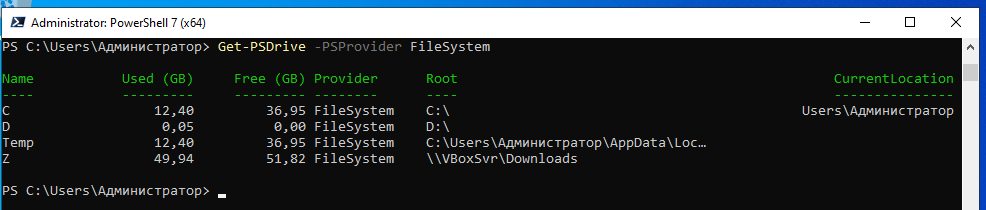 Administrator: PowerShell 7 (x64)
PS C:\Users\Администратор> Get-PSDrive -PSProvider FileSystem
Name Used (GB) Free (GB) Provider Root CurrentLocation
---- --------- --------- -------- ---- ---------------
C 12,40 36,95 FileSystem C:\ Users\Администратор
D 0,05 0,00 FileSystem D:\
Temp 12,40 36,95 FileSystem C:\Users\Администратор\AppData\Loc…
Z 49,94 51,82 FileSystem \\VBoxSvr\Downloads
PS C:\Users\Администратор>